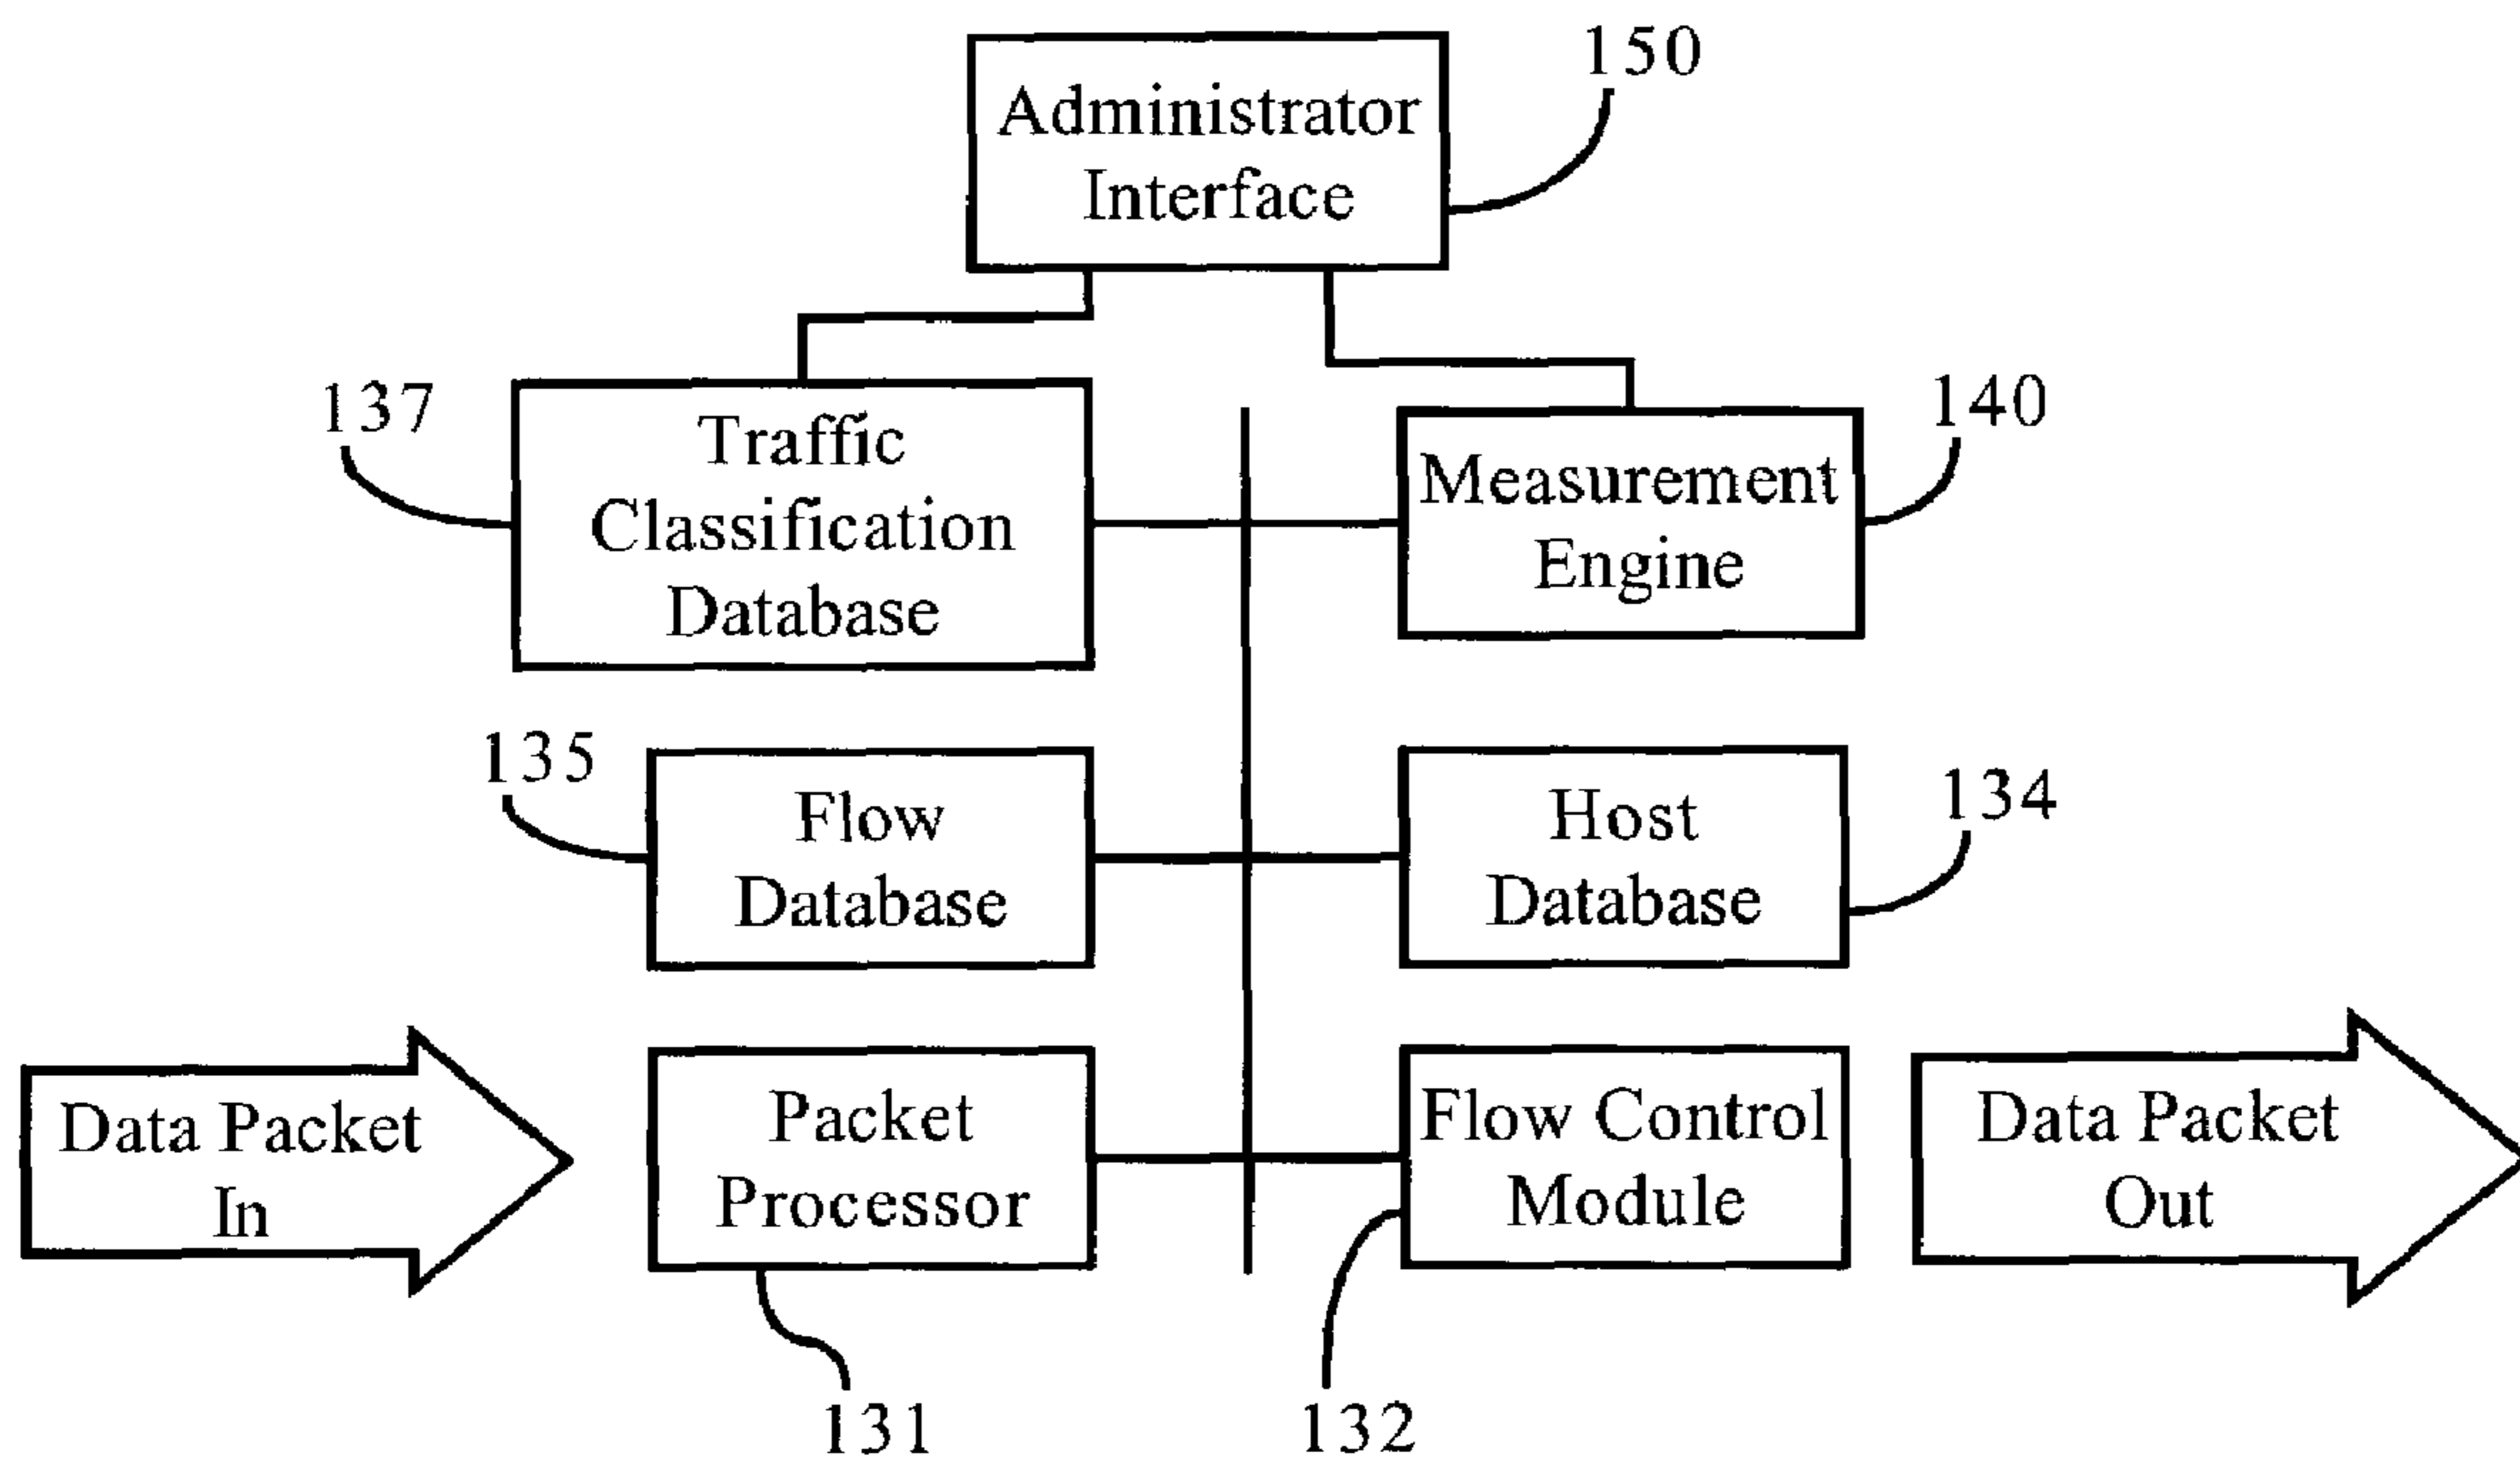 150
Administrator
Interface
137
Traffic
Classification
Database
140
Measurement
Engine
135
Flow
Database
134
Host
Database
Data Packet
In
Packet
Processor
Flow Control
Module
Data Packet
Out
131
132